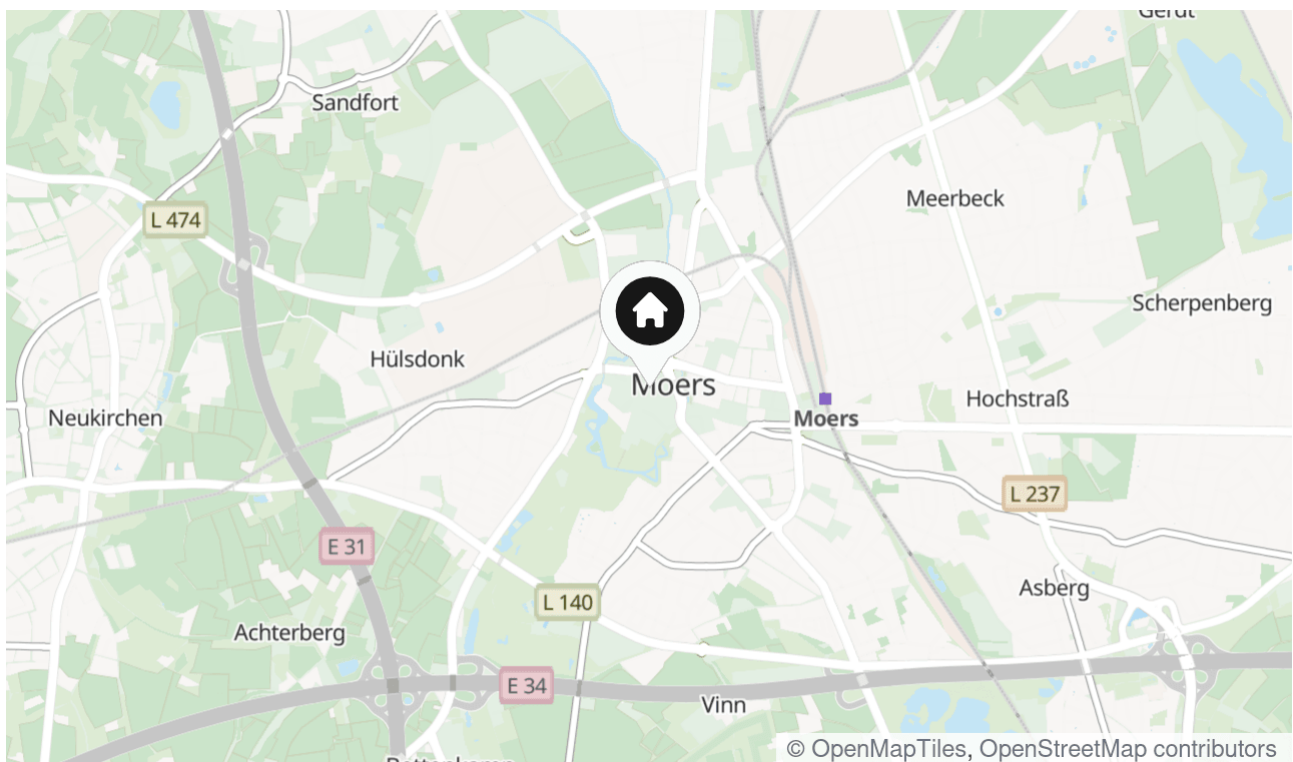 Sandfort
L 474
Meerbeck
Scherpenberg
Hülsdonk
Moers
Hochstraß
Neukirchen
Moers
L 237
E 31
Asberg
L 140
Achterberg
E 34
Vinn
© OpenMapTiles, OpenStreetMap contributors